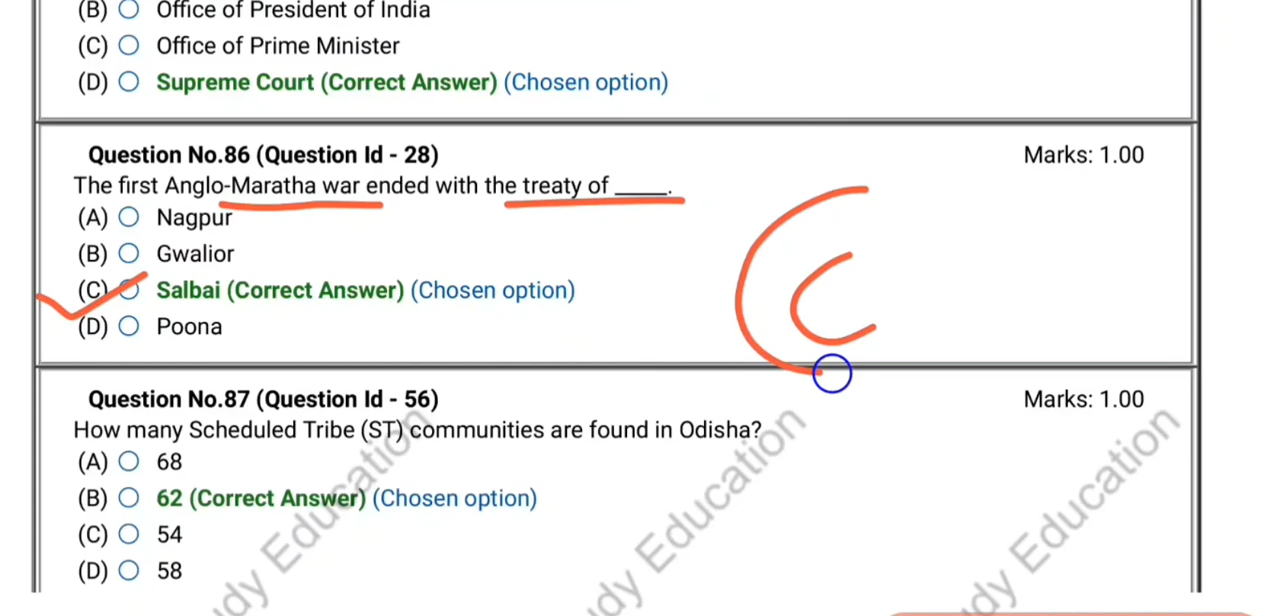 (B) Office of President of India
(C) Office of Prime Minister
(D) Supreme Court (Correct Answer) (Chosen option)
Question No.86 (Question Id - 28) Marks: 1.00
The first Anglo-Maratha war ended with the treaty of _____.
(A) Nagpur
(B) Gwalior
(C) Salbai (Correct Answer) (Chosen option)
(D) Poona
(C
Question No.87 (Question Id - 56) Marks: 1.00
How many Scheduled Tribe (ST) communities are found in Odisha?
(A) 68
(B) 62 (Correct Answer) (Chosen option)
(C) 54
(D) 58
dy Education
dy Education
dy Education